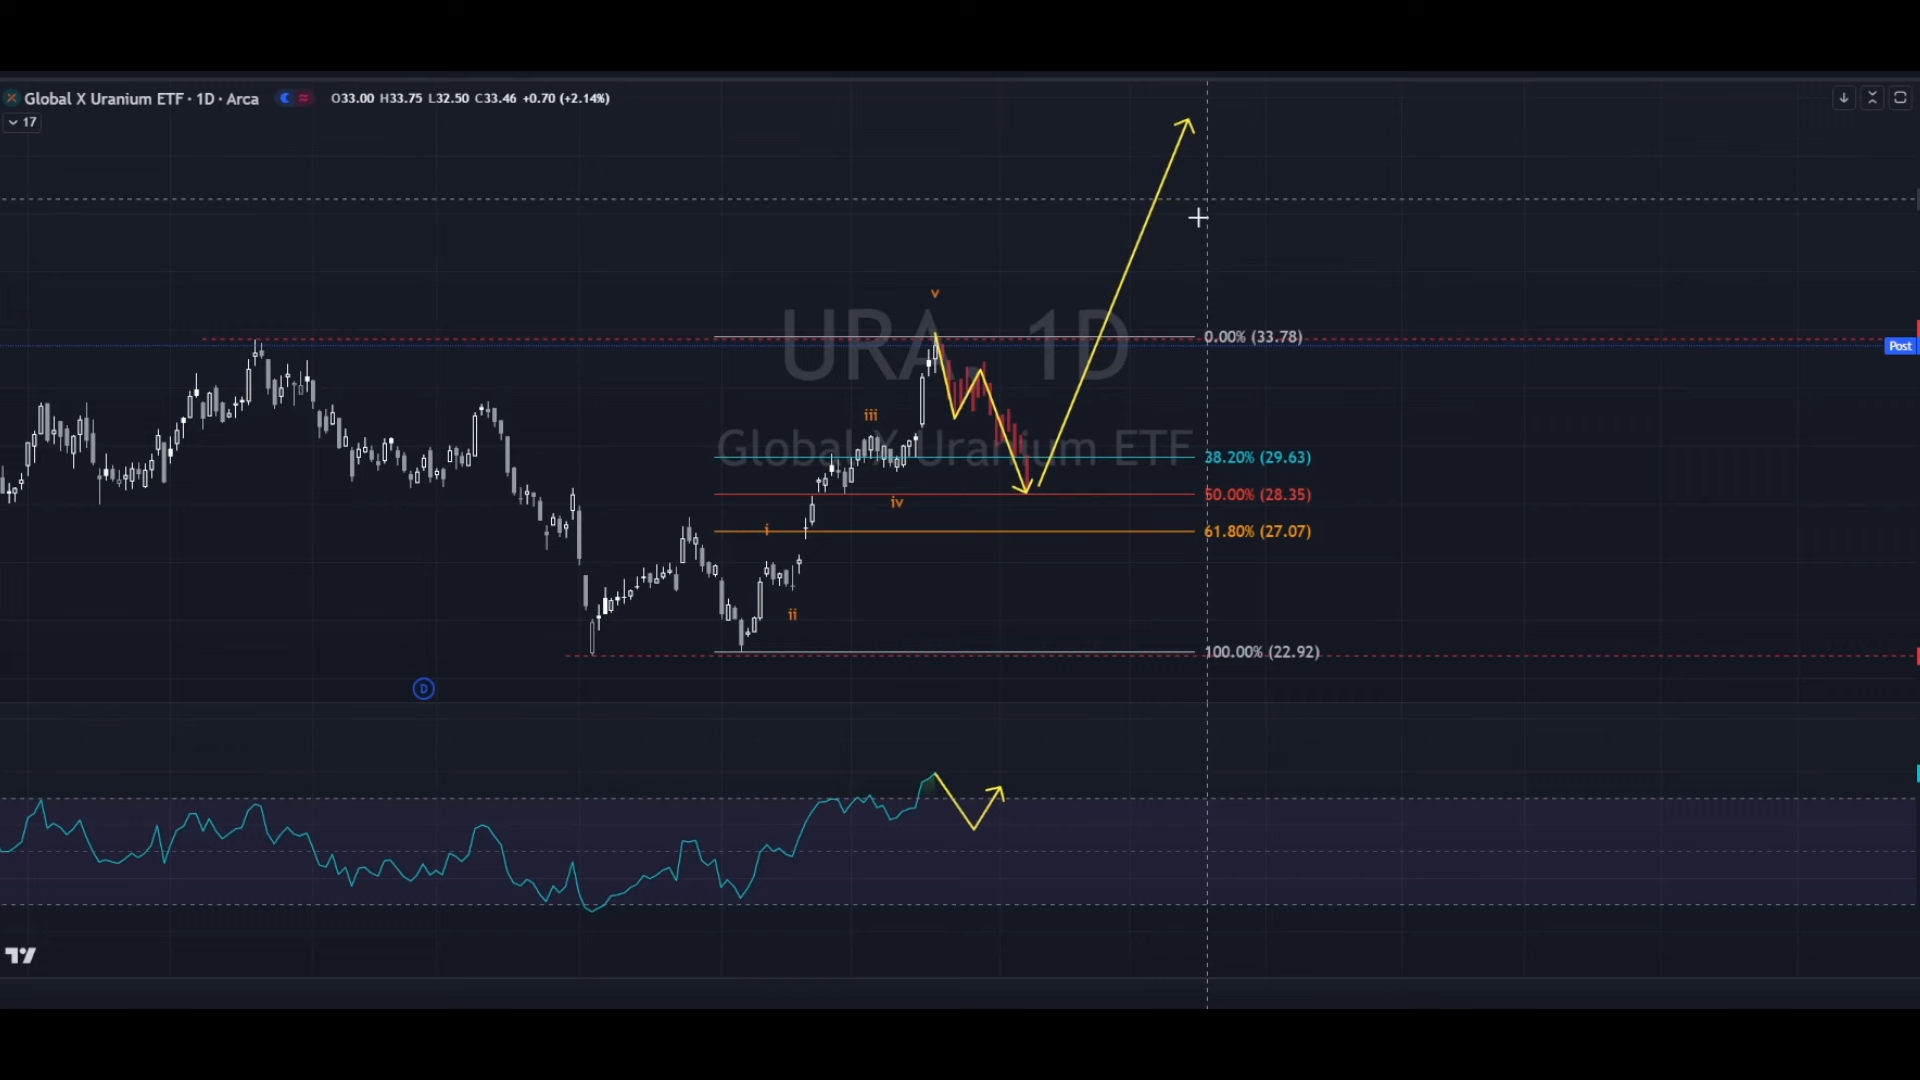 Global X Uranium ETF · 1D · Arca O33.00 H33.75 L32.50 C33.46 +0.70 (+2.14%)
17
v
URA, 1D
0.00% (33.78)
Post
iii
Global X Uranium ETF
38.20% (29.63)
50.00% (28.35)
iv
i
61.80% (27.07)
ii
100.00% (22.92)
D